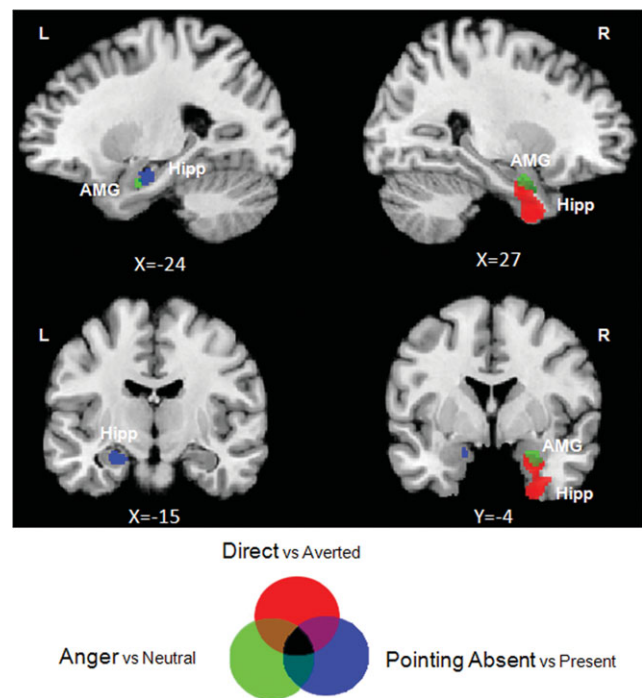 L
R
Hipp
AMG
AMG
Hipp
X=-24
X=27
L
R
Hipp
AMG
Hipp
X=-15
Y=-4
Direct vs Averted
Anger vs Neutral
Pointing Absent vs Present